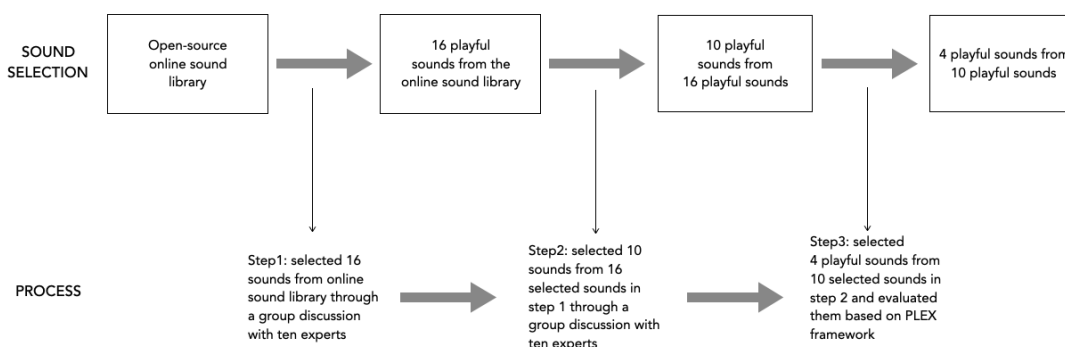 SOUND
SELECTION
Open-source
online sound
library
16 playful
sounds from the
online sound library
10 playful
sounds from
16 playful sounds
4 playful sounds from
10 playful sounds
PROCESS
Step1: selected 16
sounds from online
sound library through
a group discussion
with ten experts
Step2: selected 10
sounds from 16
selected sounds in
step 1 through a
group discussion with
ten experts
Step3: selected
4 playful sounds from
10 selected sounds in
step 2 and evaluated
them based on PLEX
framework